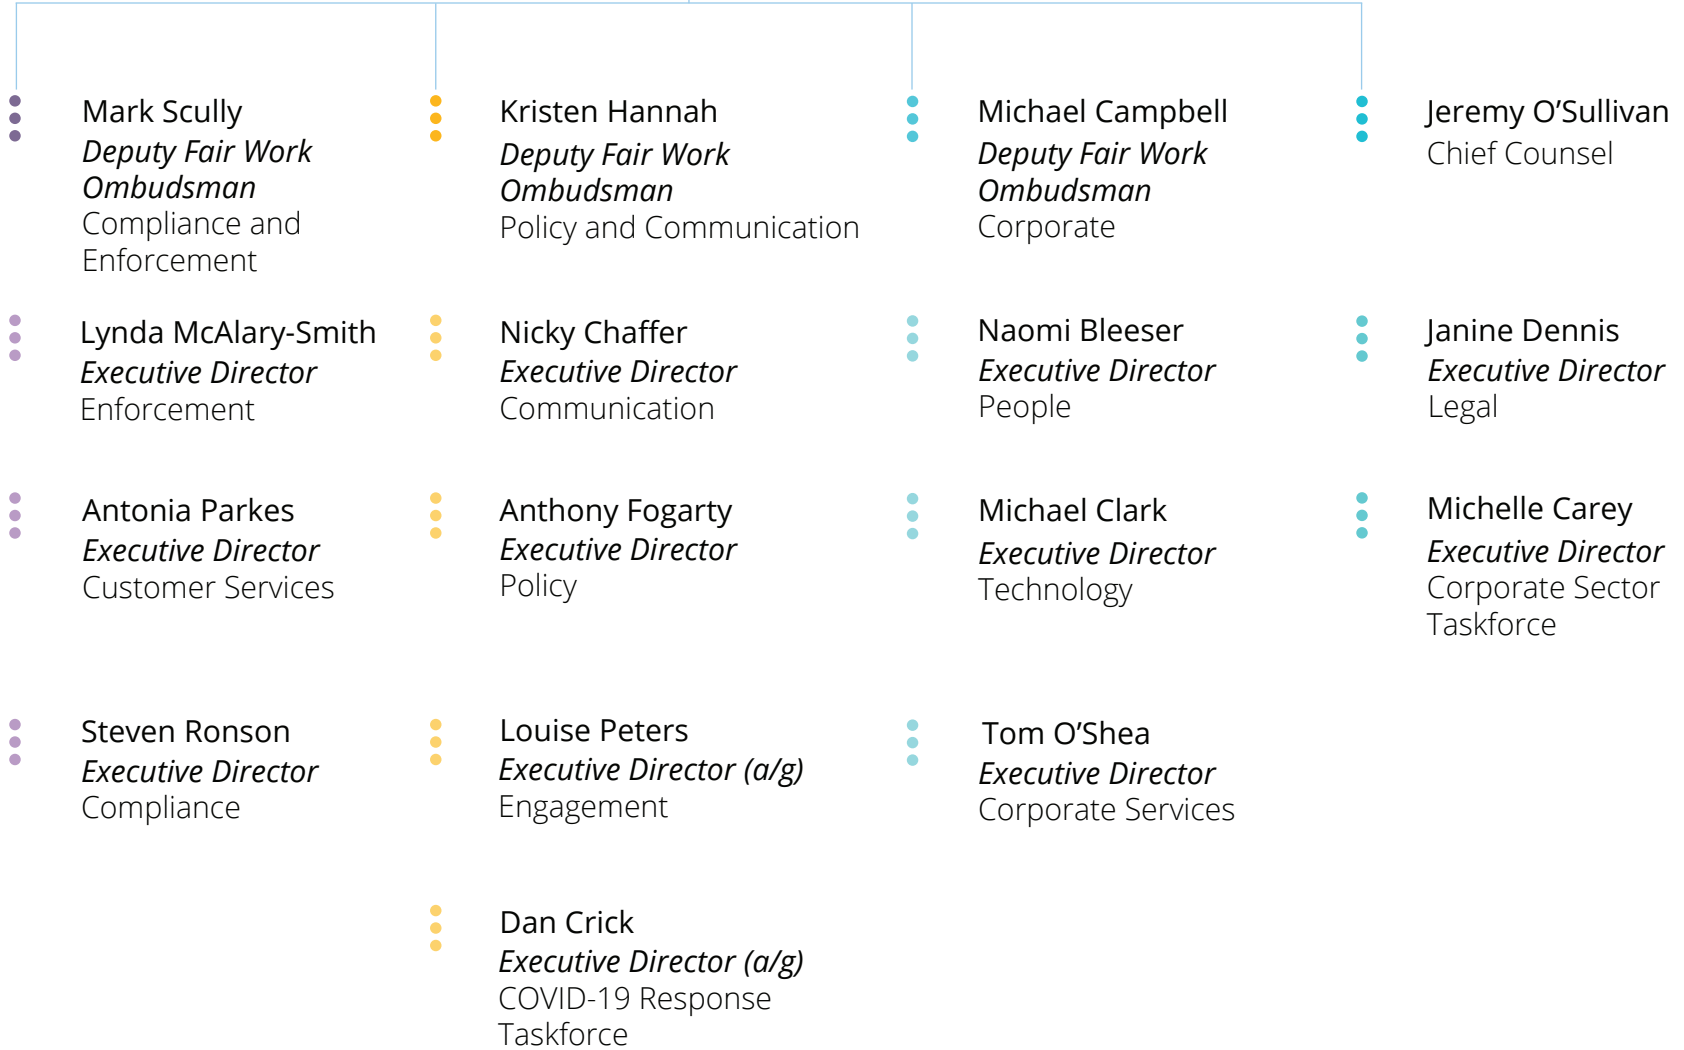 Mark Scully
Deputy Fair Work
Ombudsman
Compliance and
Enforcement
Kristen Hannah
Deputy Fair Work
Ombudsman
Policy and Communication
Michael Campbell
Deputy Fair Work
Ombudsman
Corporate
Jeremy O’Sullivan
Chief Counsel
Lynda McAlary-Smith
Executive Director
Enforcement
Nicky Chaffer
Executive Director
Communication
Naomi Bleeser
Executive Director
People
Janine Dennis
Executive Director
Legal
Antonia Parkes
Executive Director
Customer Services
Anthony Fogarty
Executive Director
Policy
Michael Clark
Executive Director
Technology
Michelle Carey
Executive Director
Corporate Sector
Taskforce
Steven Ronson
Executive Director
Compliance
Louise Peters
Executive Director (a/g)
Engagement
Tom O’Shea
Executive Director
Corporate Services
Dan Crick
Executive Director (a/g)
COVID-19 Response
Taskforce